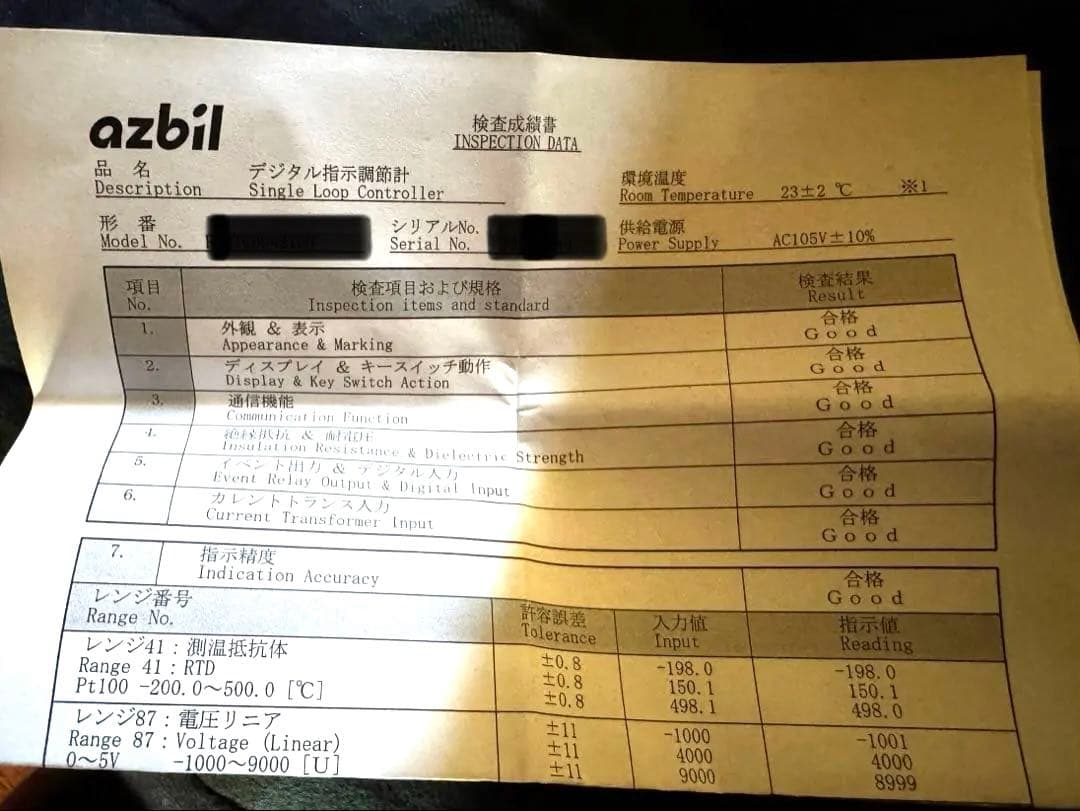 azbil
検査成績書
INSPECTION DATA
品 名 デジタル指示調節計
Description Single Loop Controller
環境温度
Room Temperature 23±2 ℃ ※1
形 番
Model No.
シリアルNo.
Serial No.
供給電源
Power Supply AC105V±10%
項目 検査項目および規格 検査結果
No. Inspection items and standard Result
1. 外観 & 表示 合格
Appearance & Marking Good
2. ディスプレイ & キースイッチ動作 合格
Display & Key Switch Action Good
3. 通信機能 合格
Communication Function Good
4. 絶縁抵抗 & 耐電圧 合格
Insulation Resistance & Dielectric Strength Good
5. イベント出力 & デジタル入力 合格
Event Relay Output & Digital Input Good
6. カレントトランス入力 合格
Current Transformer Input Good
7. 指示精度 合格
Indication Accuracy Good
レンジ番号 許容誤差 入力値 指示値
Range No. Tolerance Input Reading
レンジ41:測温抵抗体 ±0.8 -198.0 -198.0
Range 41:RTD ±0.8 150.1 150.1
Pt100 -200.0～500.0 [℃] ±0.8 498.1 498.0
レンジ87:電圧リニア ±11 -1000 -1001
Range 87:Voltage (Linear) ±11 4000 4000
0～5V -1000～9000 [U] ±11 9000 8999